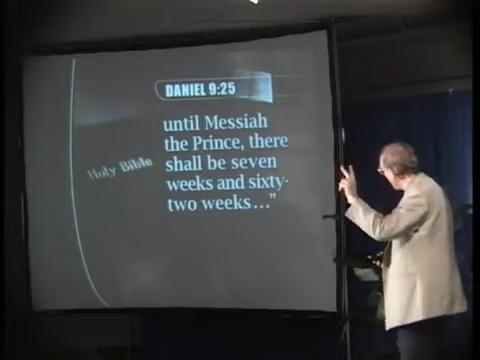 DANIEL 9:25
until Messiah
the Prince, there
shall be seven
weeks and sixty-
two weeks..."
Holy Bible